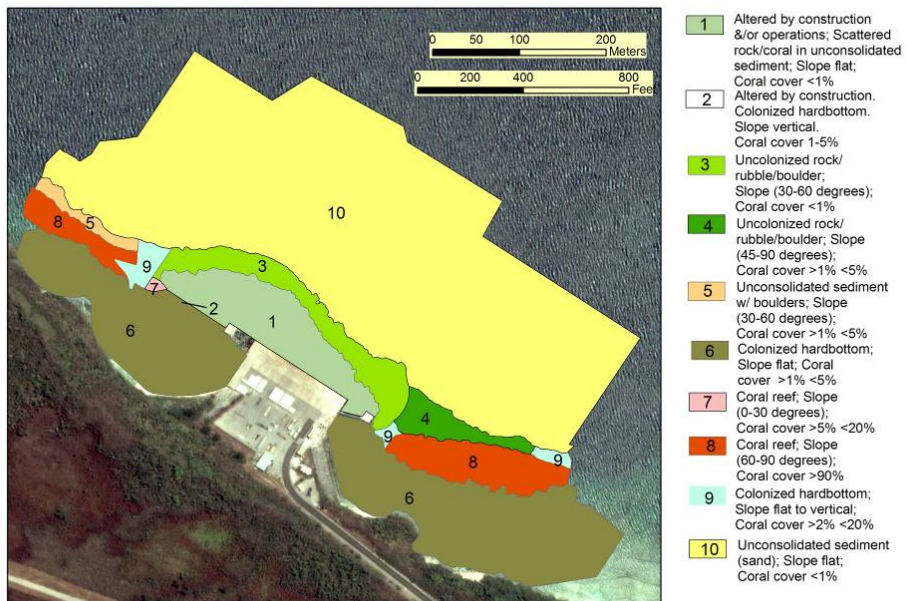 0 50 100 200
Meters
0 200 400 800
Feet
10
8
5
9
3
7
2
1
6
4
9
8
9
6
1
Altered by construction
&/or operations; Scattered
rock/coral in unconsolidated
sediment; Slope flat;
Coral cover <1%
2
Altered by construction.
Colonized hardbottom.
Slope vertical.
Coral cover 1-5%
3
Uncolonized rock/
rubble/boulder;
Slope (30-60 degrees);
Coral cover <1%
4
Uncolonized rock/
rubble/boulder; Slope
(45-90 degrees);
Coral cover >1% <5%
5
Unconsolidated sediment
w/ boulders; Slope
(30-60 degrees);
Coral cover >1% <5%
6
Colonized hardbottom;
Slope flat; Coral
cover >1% <5%
7
Coral reef; Slope
(0-30 degrees);
Coral cover >5% <20%
8
Coral reef; Slope
(60-90 degrees);
Coral cover >90%
9
Colonized hardbottom;
Slope flat to vertical;
Coral cover >2% <20%
10
Unconsolidated sediment
(sand); Slope flat;
Coral cover <1%